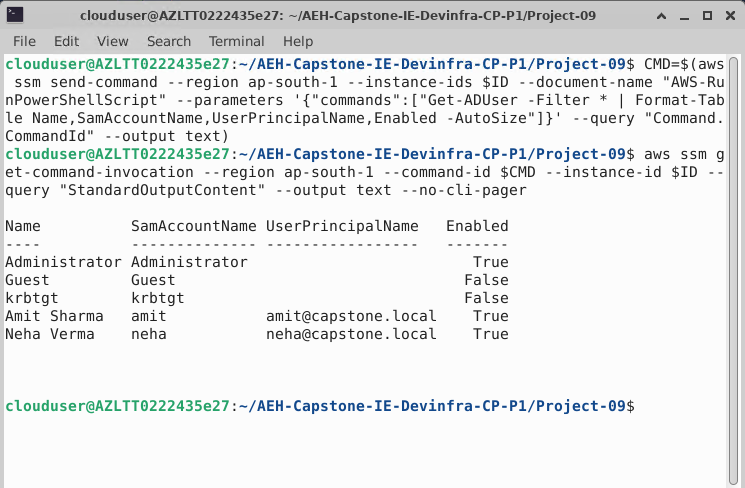 clouduser@AZLTT0222435e27: ~/AEH-Capstone-IE-Devinfra-CP-P1/Project-09
File Edit View Search Terminal Help
clouduser@AZLTT0222435e27:~/AEH-Capstone-IE-Devinfra-CP-P1/Project-09$ CMD=$(aws
 ssm send-command --region ap-south-1 --instance-ids $ID --document-name "AWS-Ru
nPowerShellScript" --parameters '{"commands":["Get-ADUser -Filter * | Format-Tab
le Name,SamAccountName,UserPrincipalName,Enabled -AutoSize"]}' --query "Command.
CommandId" --output text)
clouduser@AZLTT0222435e27:~/AEH-Capstone-IE-Devinfra-CP-P1/Project-09$ aws ssm g
et-command-invocation --region ap-south-1 --command-id $CMD --instance-id $ID --
query "StandardOutputContent" --output text --no-cli-pager
Name          SamAccountName UserPrincipalName   Enabled
----          -------------- -----------------   -------
Administrator Administrator                         True
Guest         Guest                                False
krbtgt        krbtgt                               False
Amit Sharma   amit           amit@capstone.local    True
Neha Verma    neha           neha@capstone.local    True
clouduser@AZLTT0222435e27:~/AEH-Capstone-IE-Devinfra-CP-P1/Project-09$